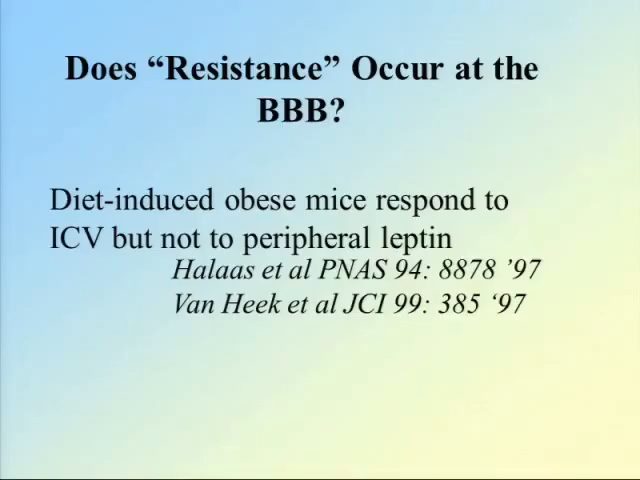 Does “Resistance” Occur at the
BBB?
Diet-induced obese mice respond to
ICV but not to peripheral leptin
Halaas et al PNAS 94: 8878 ’97
Van Heek et al JCI 99: 385 ‘97